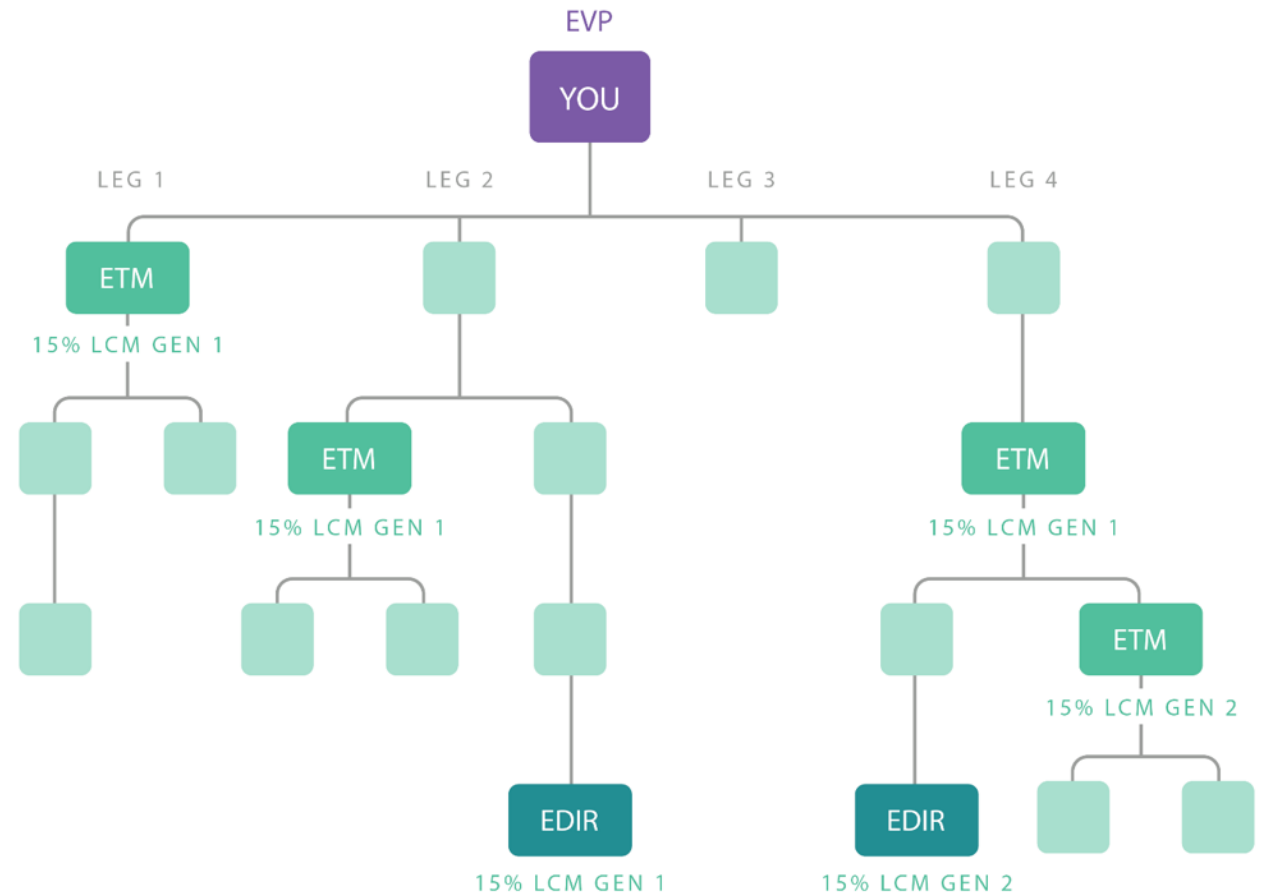 EVP
YOU
LEG 1
LEG 2
LEG 3
LEG 4
ETM
15% LCM GEN 1
ETM
15% LCM GEN 1
ETM
15% LCM GEN 1
ETM
15% LCM GEN 2
EDIR
15% LCM GEN 1
EDIR
15% LCM GEN 2